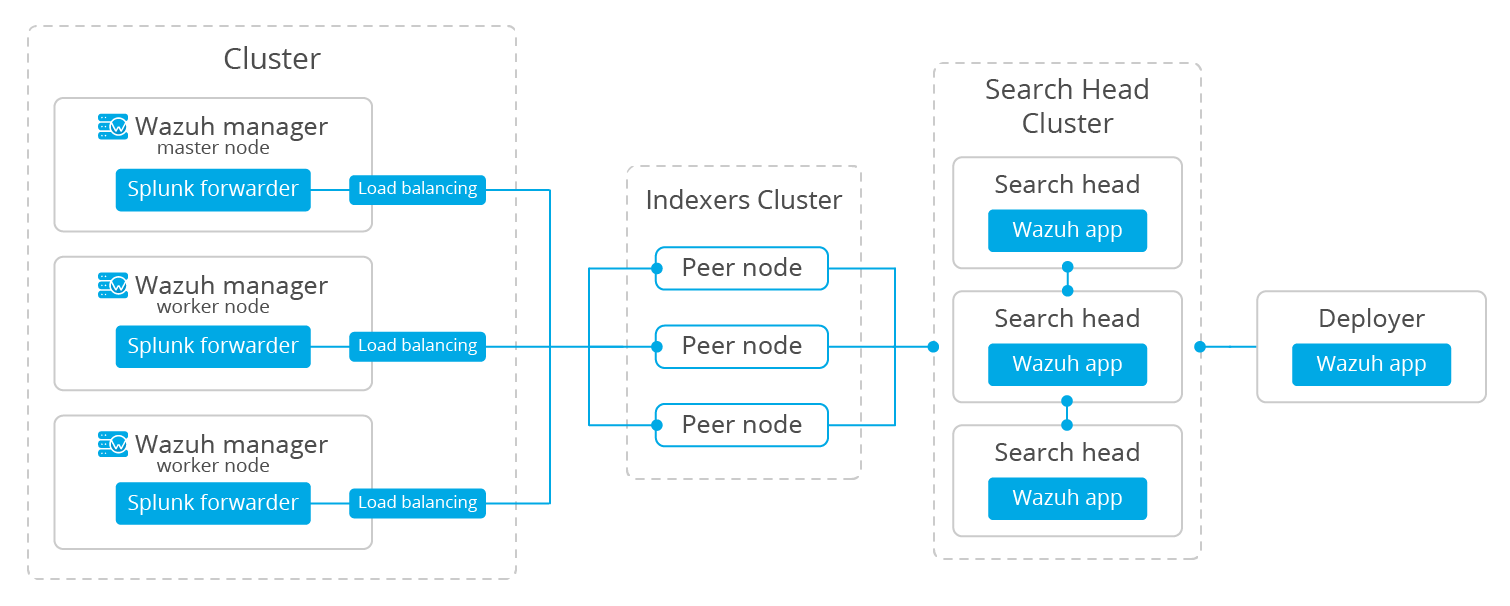 Cluster
Wazuh manager
master node
Splunk forwarder
Load balancing
Wazuh manager
worker node
Splunk forwarder
Load balancing
Wazuh manager
worker node
Splunk forwarder
Load balancing
Indexers Cluster
Peer node
Peer node
Peer node
Search Head
Cluster
Search head
Wazuh app
Search head
Wazuh app
Search head
Wazuh app
Deployer
Wazuh app